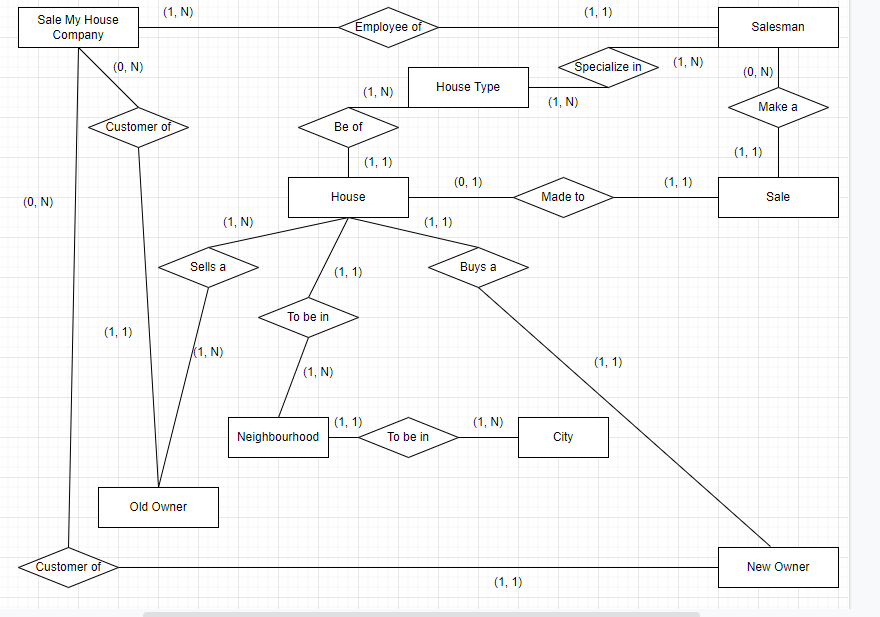 (1, N)
(1, 1)
Sale My House
Company
Employee of
Salesman
(0, N)
Specialize in
(1, N)
(0, N)
House Type
(1, N)
(1, N)
Customer of
Be of
Make a
(1, 1)
(1, 1)
(0, 1)
(1, 1)
(0, N)
House
Made to
Sale
(1, N)
(1, 1)
Sells a
(1, 1)
Buys a
To be in
(1, 1)
(1, N)
(1, 1)
(1, N)
(1, 1)
(1, N)
Neighbourhood
To be in
City
Old Owner
Customer of
New Owner
(1, 1)